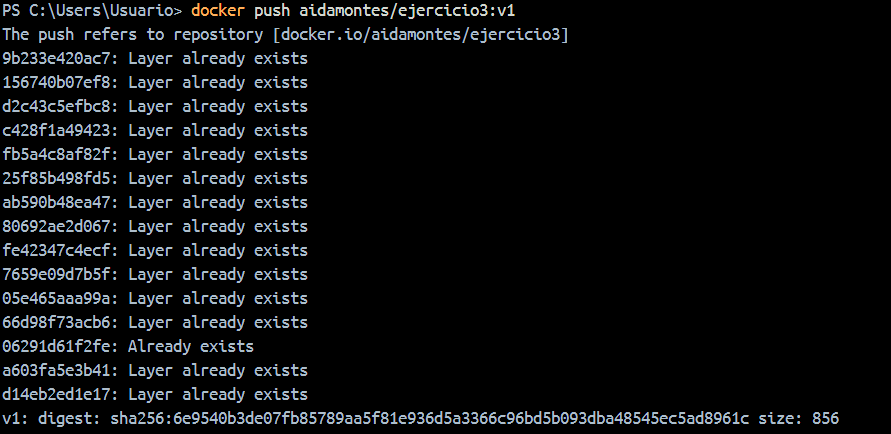 PS C:\Users\Usuario> docker push aidamontes/ejercicio3:v1
The push refers to repository [docker.io/aidamontes/ejercicio3]
9b233e420ac7: Layer already exists
156740b07ef8: Layer already exists
d2c43c5efbc8: Layer already exists
c428f1a49423: Layer already exists
fb5a4c8af82f: Layer already exists
25f85b498fd5: Layer already exists
ab590b48ea47: Layer already exists
80692ae2d067: Layer already exists
fe42347c4ecf: Layer already exists
7659e09d7b5f: Layer already exists
05e465aaa99a: Layer already exists
66d98f73acb6: Layer already exists
06291d61f2fe: Already exists
a603fa5e3b41: Layer already exists
d14eb2ed1e17: Layer already exists
v1: digest: sha256:6e9540b3de07fb85789aa5f81e936d5a3366c96bd5b093dba48545ec5ad8961c size: 856